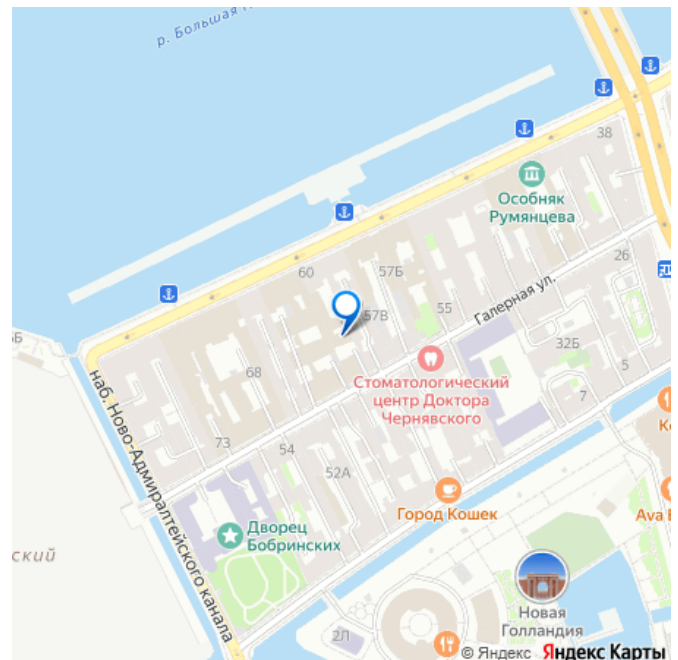 р. Большая
38
Особняк
Румянцева
26
60
57Б
55
Галерная ул.
57В
32Б
5
7
Стоматологический
центр Доктора
Чернявского
68
наб. Ново-Адмиралтейского канала
73
54
52А
Город Кошек
Ava
Дворец
Бобринских
ский
Новая
Голландия
2Л
© Яндекс Яндекс Карты